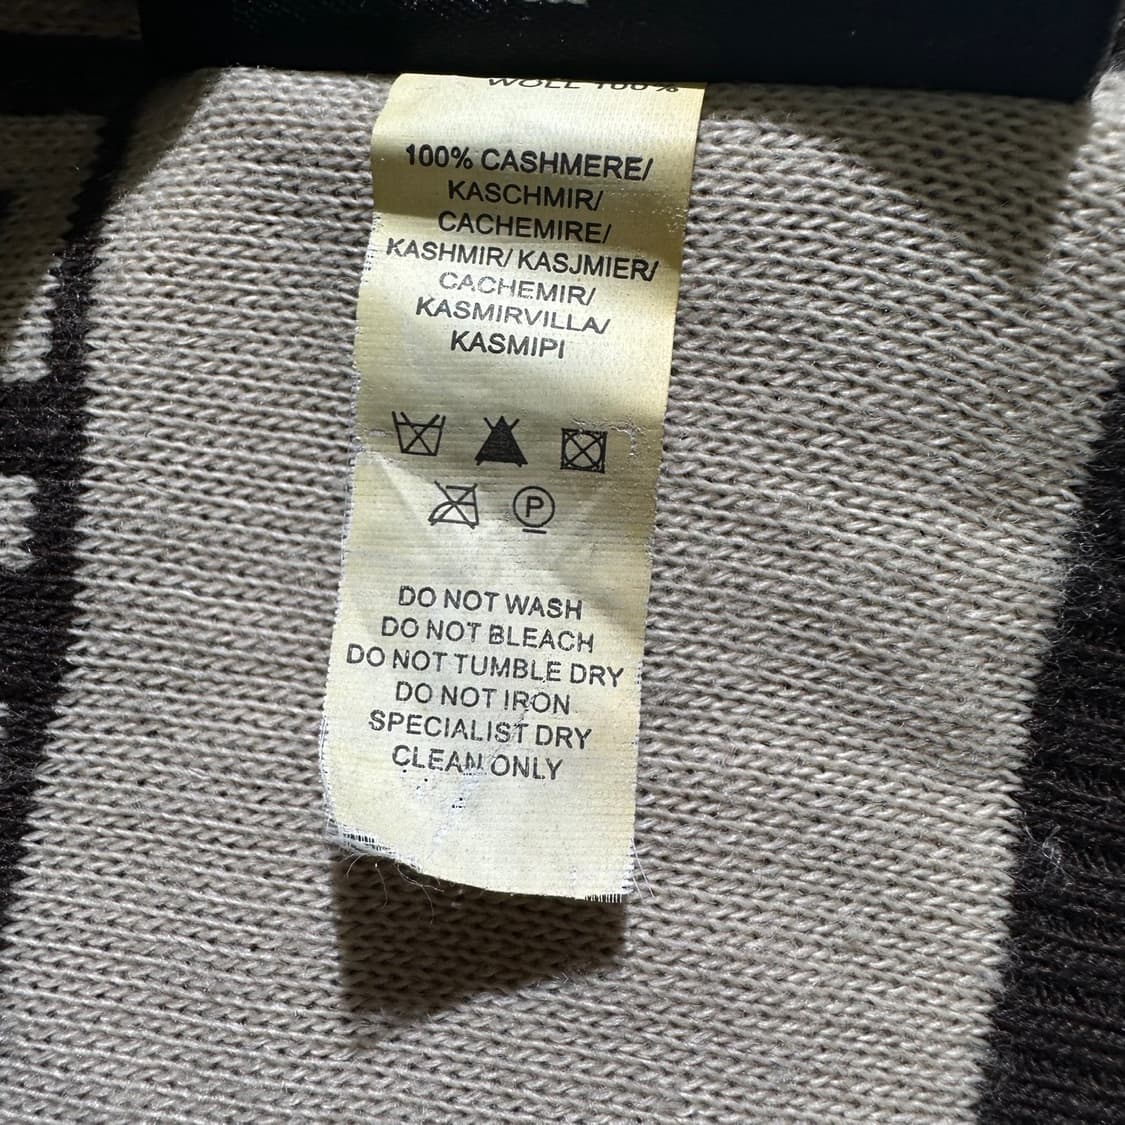 100%
100% CASHMERE/
KASCHMIR/
CACHEMIRE/
KASHMIR/ KASJMIER/
CACHEMIR/
KASMIRVILLA/
KASMIPI
P
DO NOT WASH
DO NOT BLEACH
DO NOT TUMBLE DRY
DO NOT IRON
SPECIALIST DRY
CLEAN ONLY